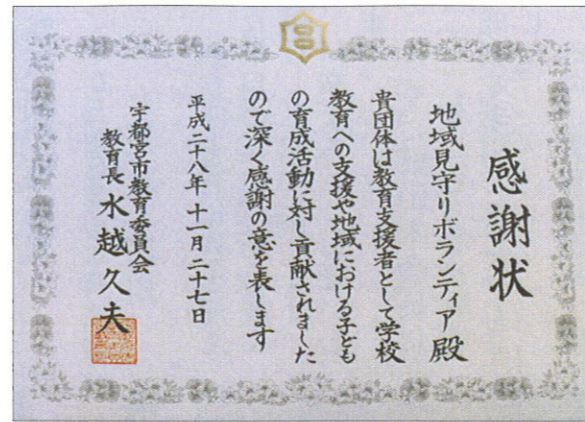 感謝状
地域見守りボランティア殿
貴団体は教育支援者として学校
教育への支援や地域における子ども
の育成活動に対し貢献されました
ので深く感謝の意を表します
平成二十八年十一月二十七日
宇都宮市教育委員会
教育長 水越久夫